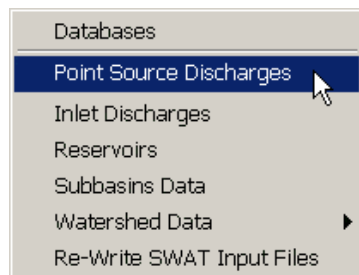 Databases
Point Source Discharges
Inlet Discharges
Reservoirs
Subbasins Data
Watershed Data
Re-Write SWAT Input Files